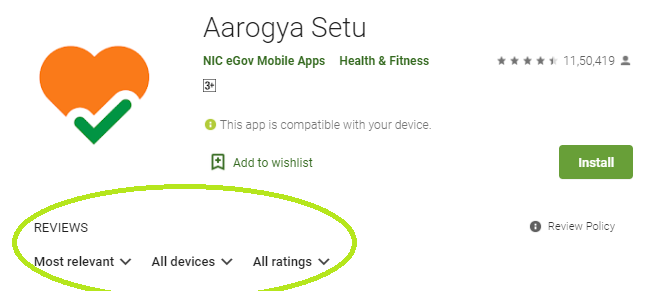 Aarogya Setu
NIC eGov Mobile Apps Health & Fitness 11,50,419
3+
This app is compatible with your device.
Add to wishlist Install
REVIEWS Review Policy
Most relevant All devices All ratings